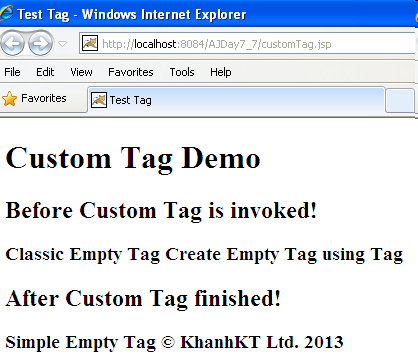 Test Tag - Windows Internet Explorer
http://localhost:8084/AJDay7_7/customTag.jsp
File Edit View Favorites Tools Help
Favorites Test Tag
Custom Tag Demo
Before Custom Tag is invoked!
Classic Empty Tag Create Empty Tag using Tag
After Custom Tag finished!
Simple Empty Tag © KhanhKT Ltd. 2013